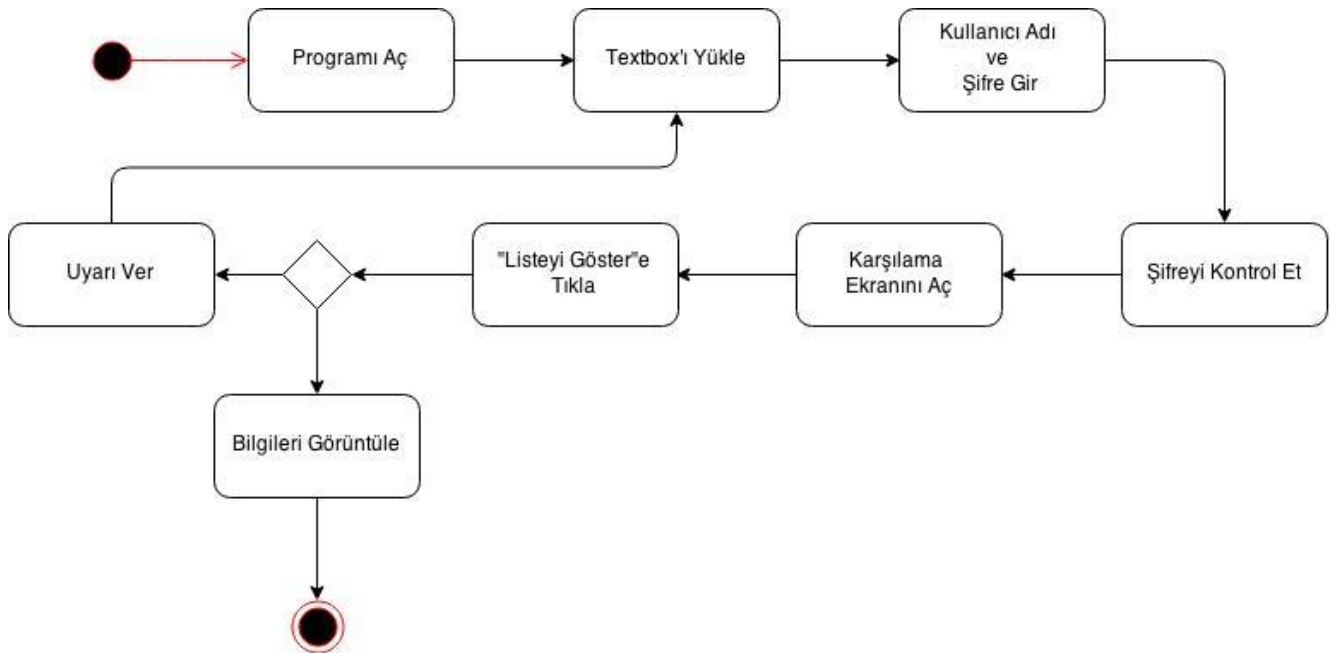 Programı Aç
Textbox'ı Yükle
Kullanıcı Adı
ve
Şifre Gir
Uyarı Ver
"Listeyi Göster"e
Tıkla
Karşılama
Ekranını Aç
Şifreyi Kontrol Et
Bilgileri Görüntüle